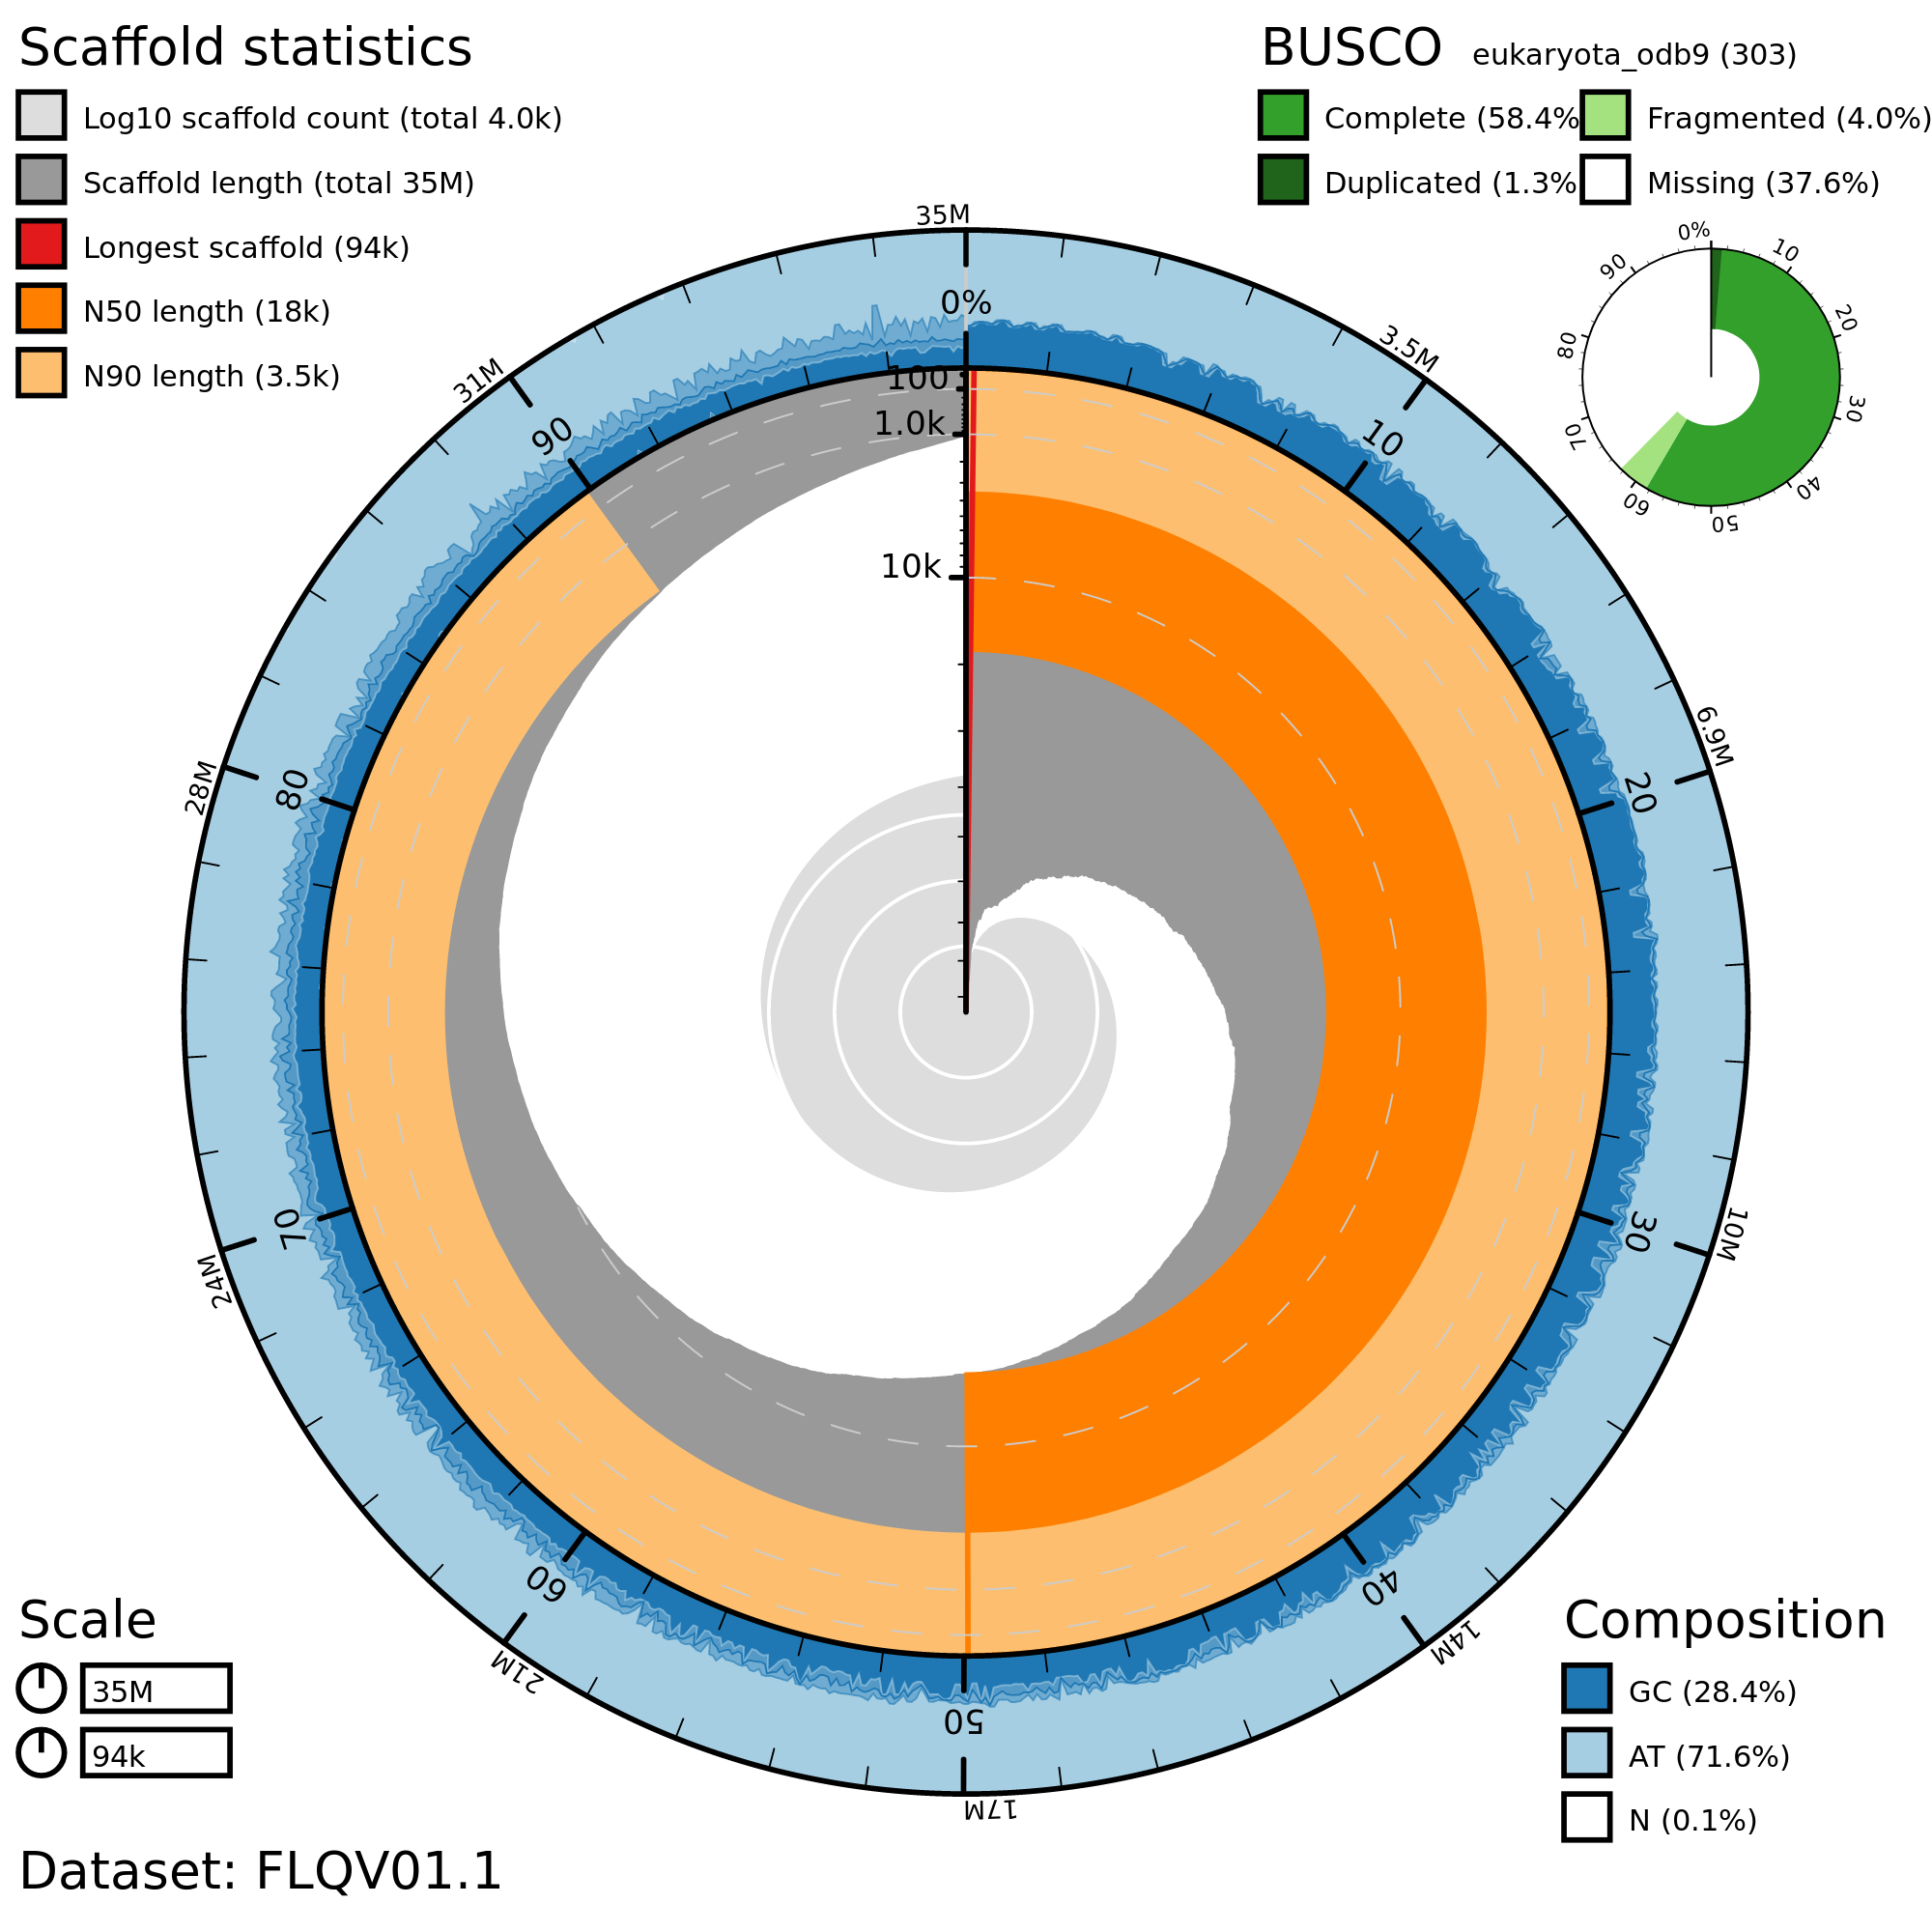 Scaffold statistics
Log10 scaffold count (total 4.0k)
Scaffold length (total 35M)
Longest scaffold (94k)
N50 length (18k)
N90 length (3.5k)
BUSCO eukaryota_odb9 (303)
Complete (58.4% Fragmented (4.0%)
Duplicated (1.3% Missing (37.6%)
0%
10
20
30
40
50
60
70
80
90
35M
3.5M
6.9M
10M
14M
17M
21M
24M
28M
31M
0%
10
20
30
40
50
60
70
80
90
100
1.0k
10k
Scale
35M
94k
Composition
GC (28.4%)
AT (71.6%)
N (0.1%)
Dataset: FLQV01.1